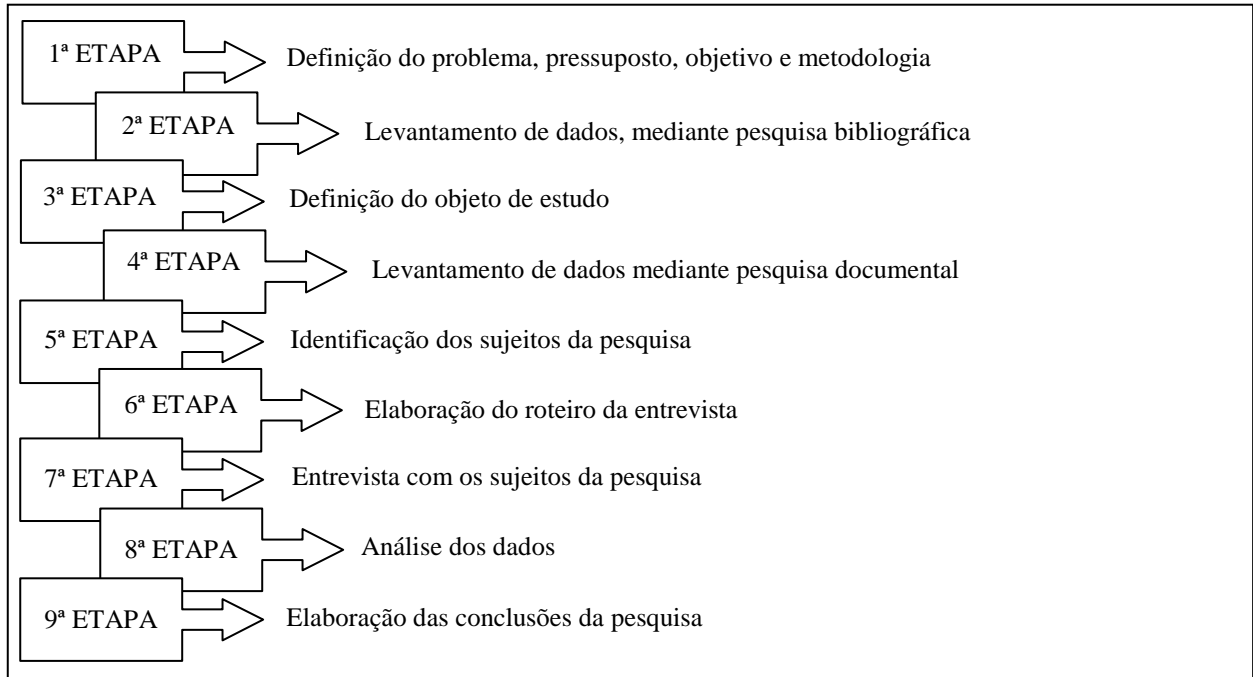 1ª ETAPA Definição do problema, pressuposto, objetivo e metodologia
2ª ETAPA Levantamento de dados, mediante pesquisa bibliográfica
3ª ETAPA Definição do objeto de estudo
4ª ETAPA Levantamento de dados mediante pesquisa documental
5ª ETAPA Identificação dos sujeitos da pesquisa
6ª ETAPA Elaboração do roteiro da entrevista
7ª ETAPA Entrevista com os sujeitos da pesquisa
8ª ETAPA Análise dos dados
9ª ETAPA Elaboração das conclusões da pesquisa